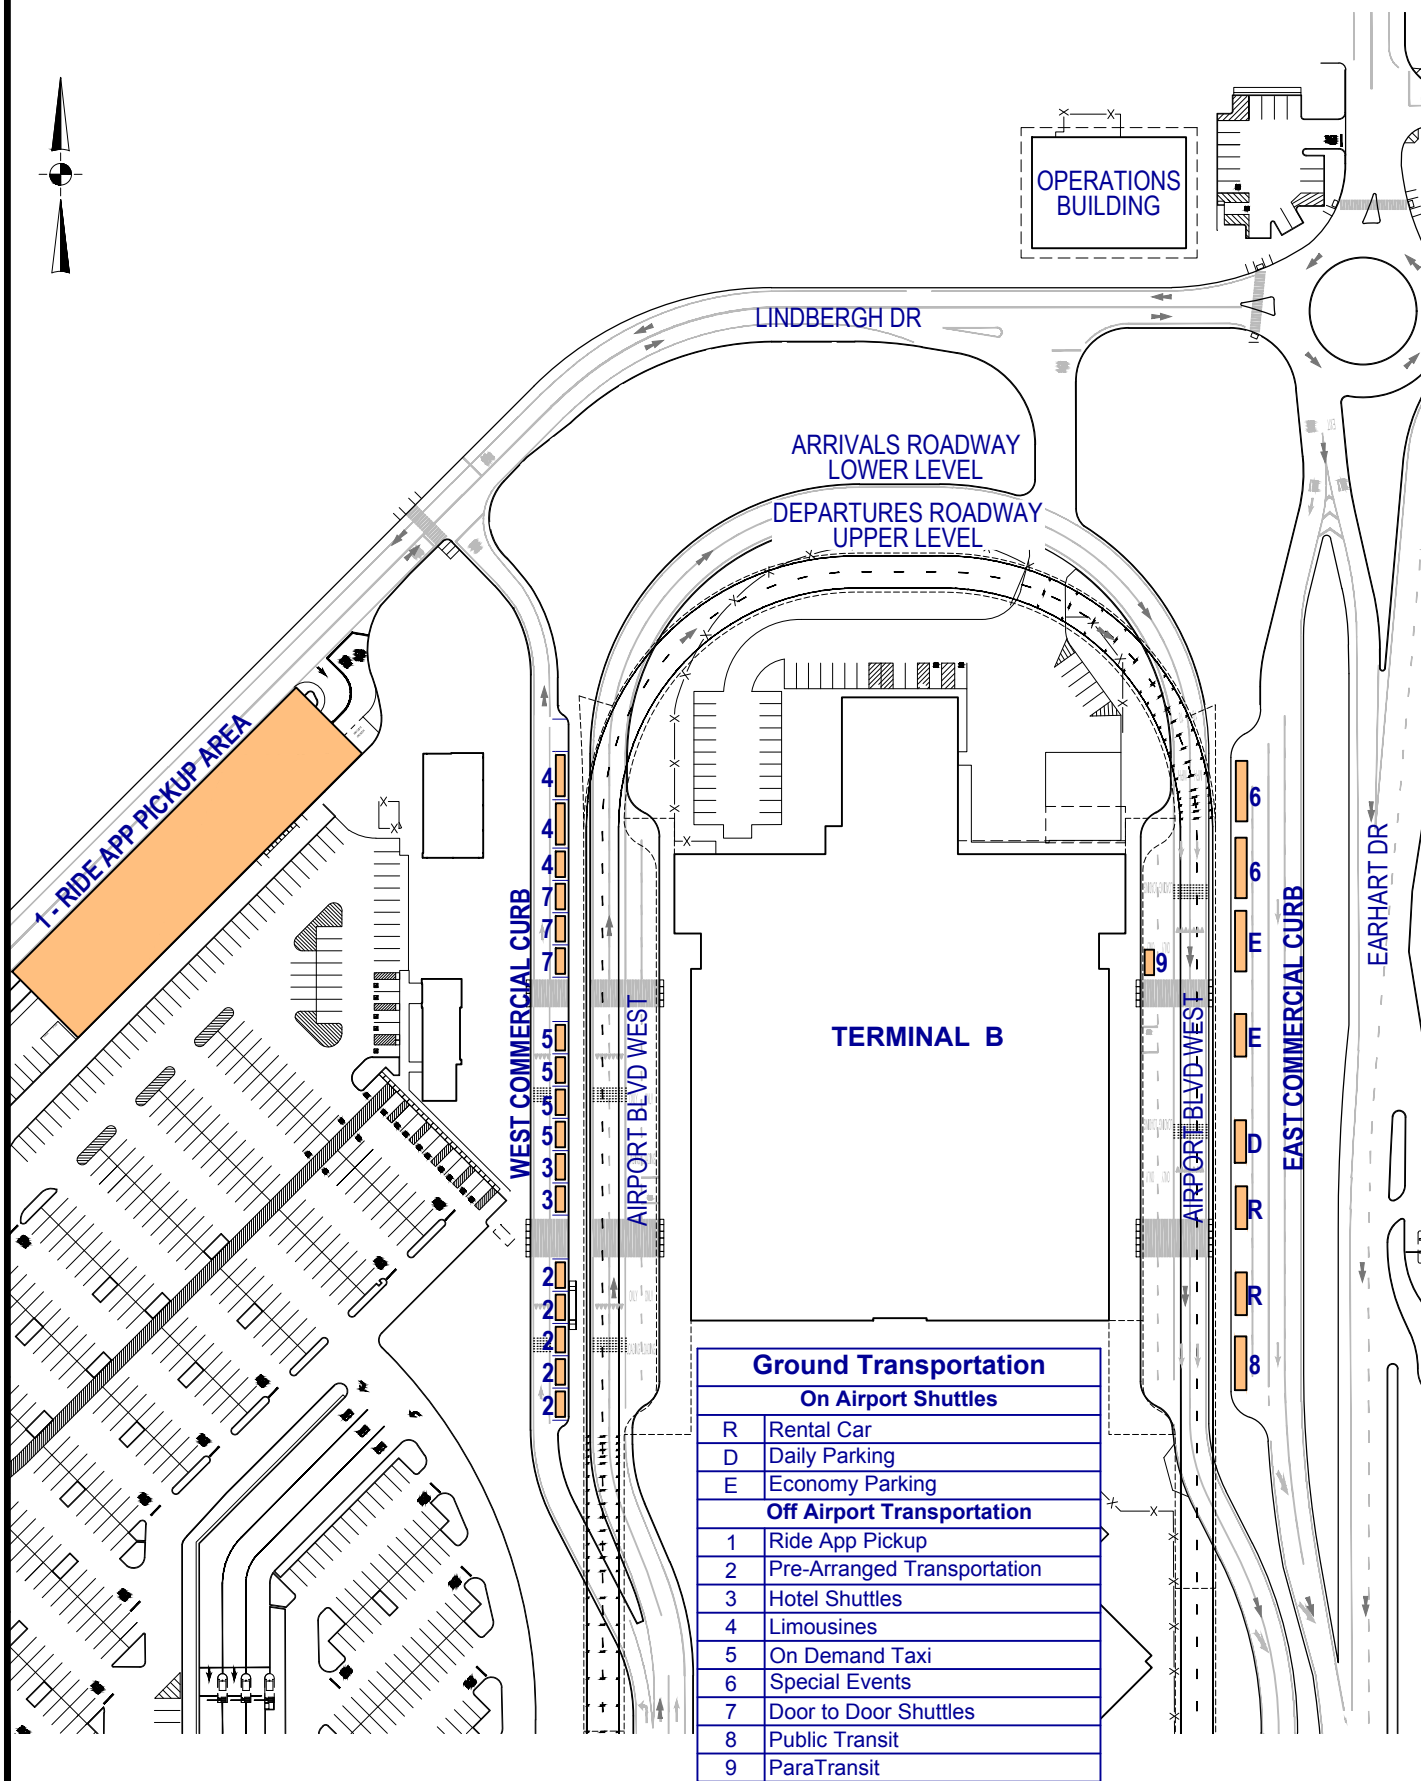 OPERATIONS
BUILDING
LINDBERGH DR
ARRIVALS ROADWAY
LOWER LEVEL
DEPARTURES ROADWAY
UPPER LEVEL
1 - RIDE APP PICKUP AREA
WEST COMMERCIAL CURB
4
4
4
7
7
7
5
5
5
5
3
3
2
2
2
2
2
AIRPORT BLVD WEST
TERMINAL B
9
AIRPORT BLVD WEST
6
6
E
E
D
R
R
8
EAST COMMERCIAL CURB
EARHART DR
Ground Transportation
On Airport Shuttles
R Rental Car
D Daily Parking
E Economy Parking
Off Airport Transportation
1 Ride App Pickup
2 Pre-Arranged Transportation
3 Hotel Shuttles
4 Limousines
5 On Demand Taxi
6 Special Events
7 Door to Door Shuttles
8 Public Transit
9 ParaTransit